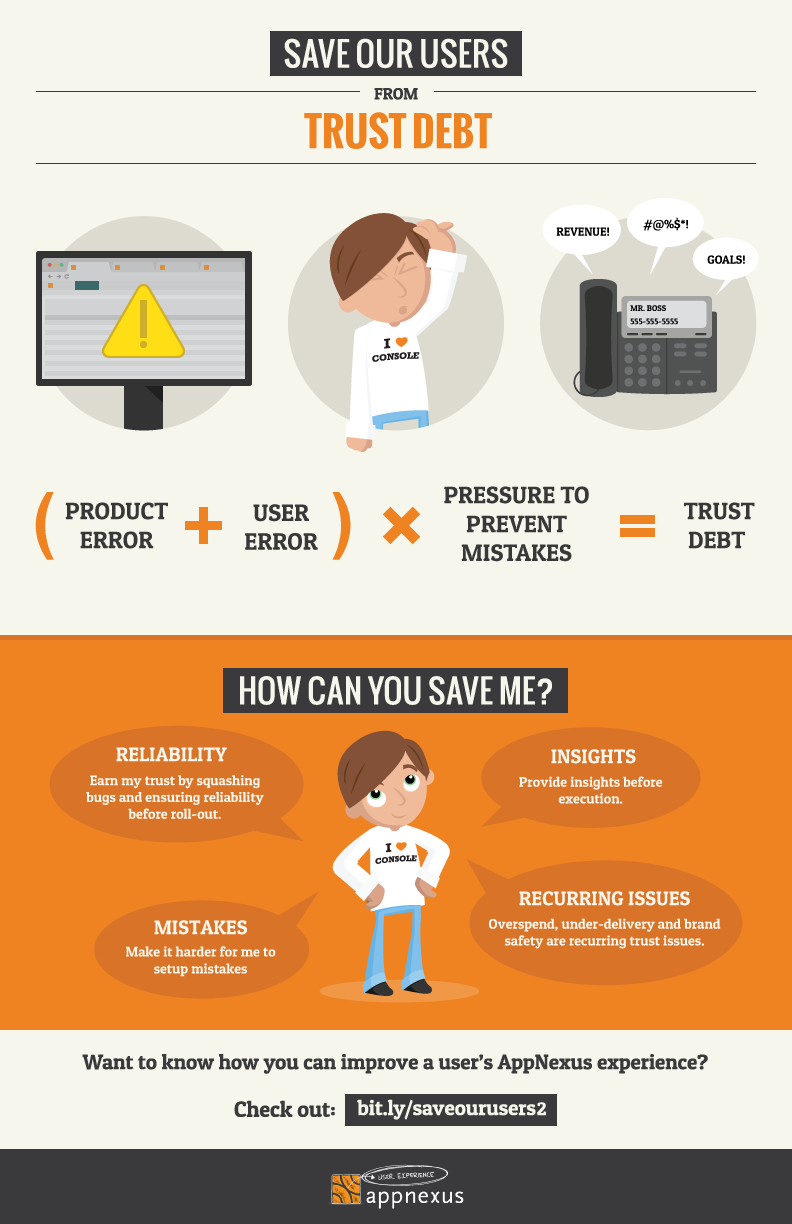 SAVE OUR USERS
FROM
TRUST DEBT
REVENUE!
#@%$*!
GOALS!
MR. BOSS
555-555-5555
I
CONSOLE
( PRODUCT
ERROR
+
USER
ERROR )
×
PRESSURE TO
PREVENT
MISTAKES
=
TRUST
DEBT
HOW CAN YOU SAVE ME?
RELIABILITY
Earn my trust by squashing
bugs and ensuring reliability
before roll-out.
INSIGHTS
Provide insights before
execution.
I
CONSOLE
MISTAKES
Make it harder for me to
setup mistakes
RECURRING ISSUES
Overspend, under-delivery and brand
safety are recurring trust issues.
Want to know how you can improve a user's AppNexus experience?
Check out: bit.ly/saveourusers2
USER EXPERIENCE
appnexus